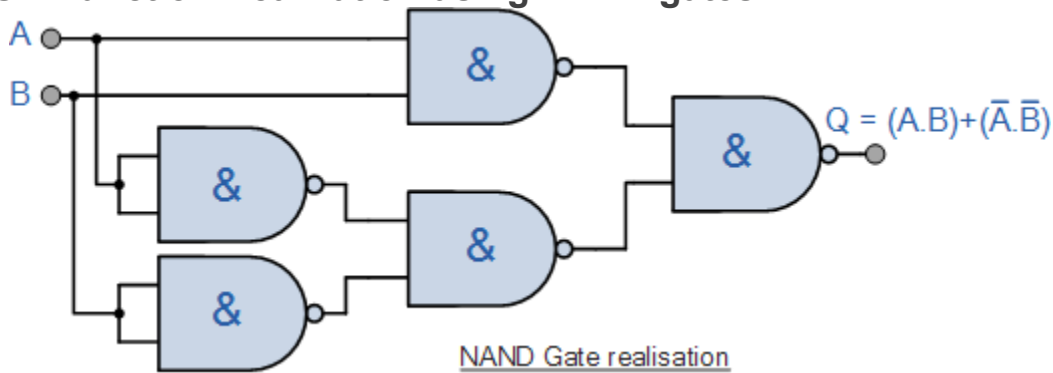 A
B
&
&
&
&
&
Q = (A.B)+(A̅.B̅)
NAND Gate realisation